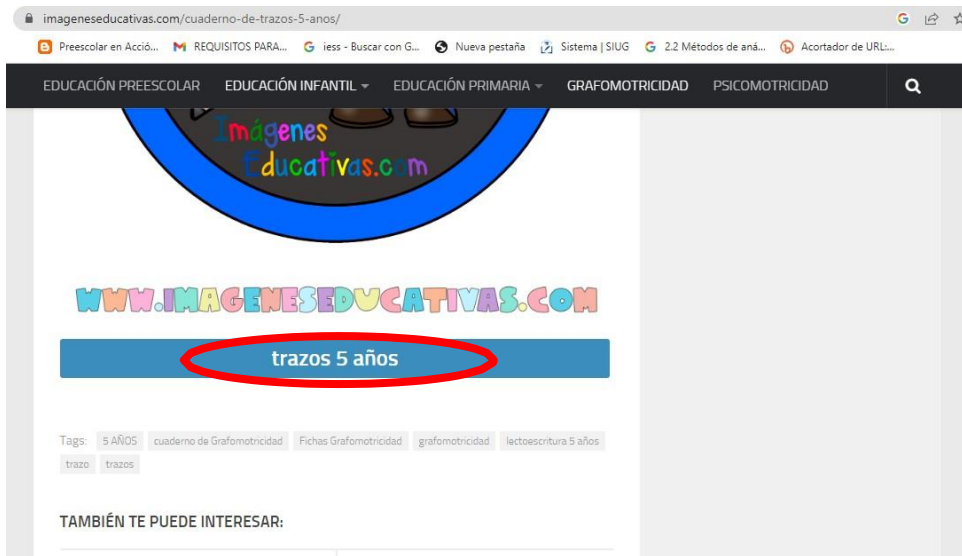 imageneseducativas.com/cuaderno-de-trazos-5-anos/
Preescolar en Acció... REQUISITOS PARA... iess - Buscar con G... Nueva pestaña Sistema | SIUG 2.2 Métodos de aná... Acortador de URL:...
EDUCACIÓN PREESCOLAR EDUCACIÓN INFANTIL EDUCACIÓN PRIMARIA GRAFOMOTRICIDAD PSICOMOTRICIDAD
Imágenes
Educativas.com
WWW.IMAGENESEDUCATIVAS.COM
trazos 5 años
Tags: 5 AÑOS cuaderno de Grafomotricidad Fichas Grafomotricidad grafomotricidad lectoescritura 5 años
trazo trazos
TAMBIÉN TE PUEDE INTERESAR: